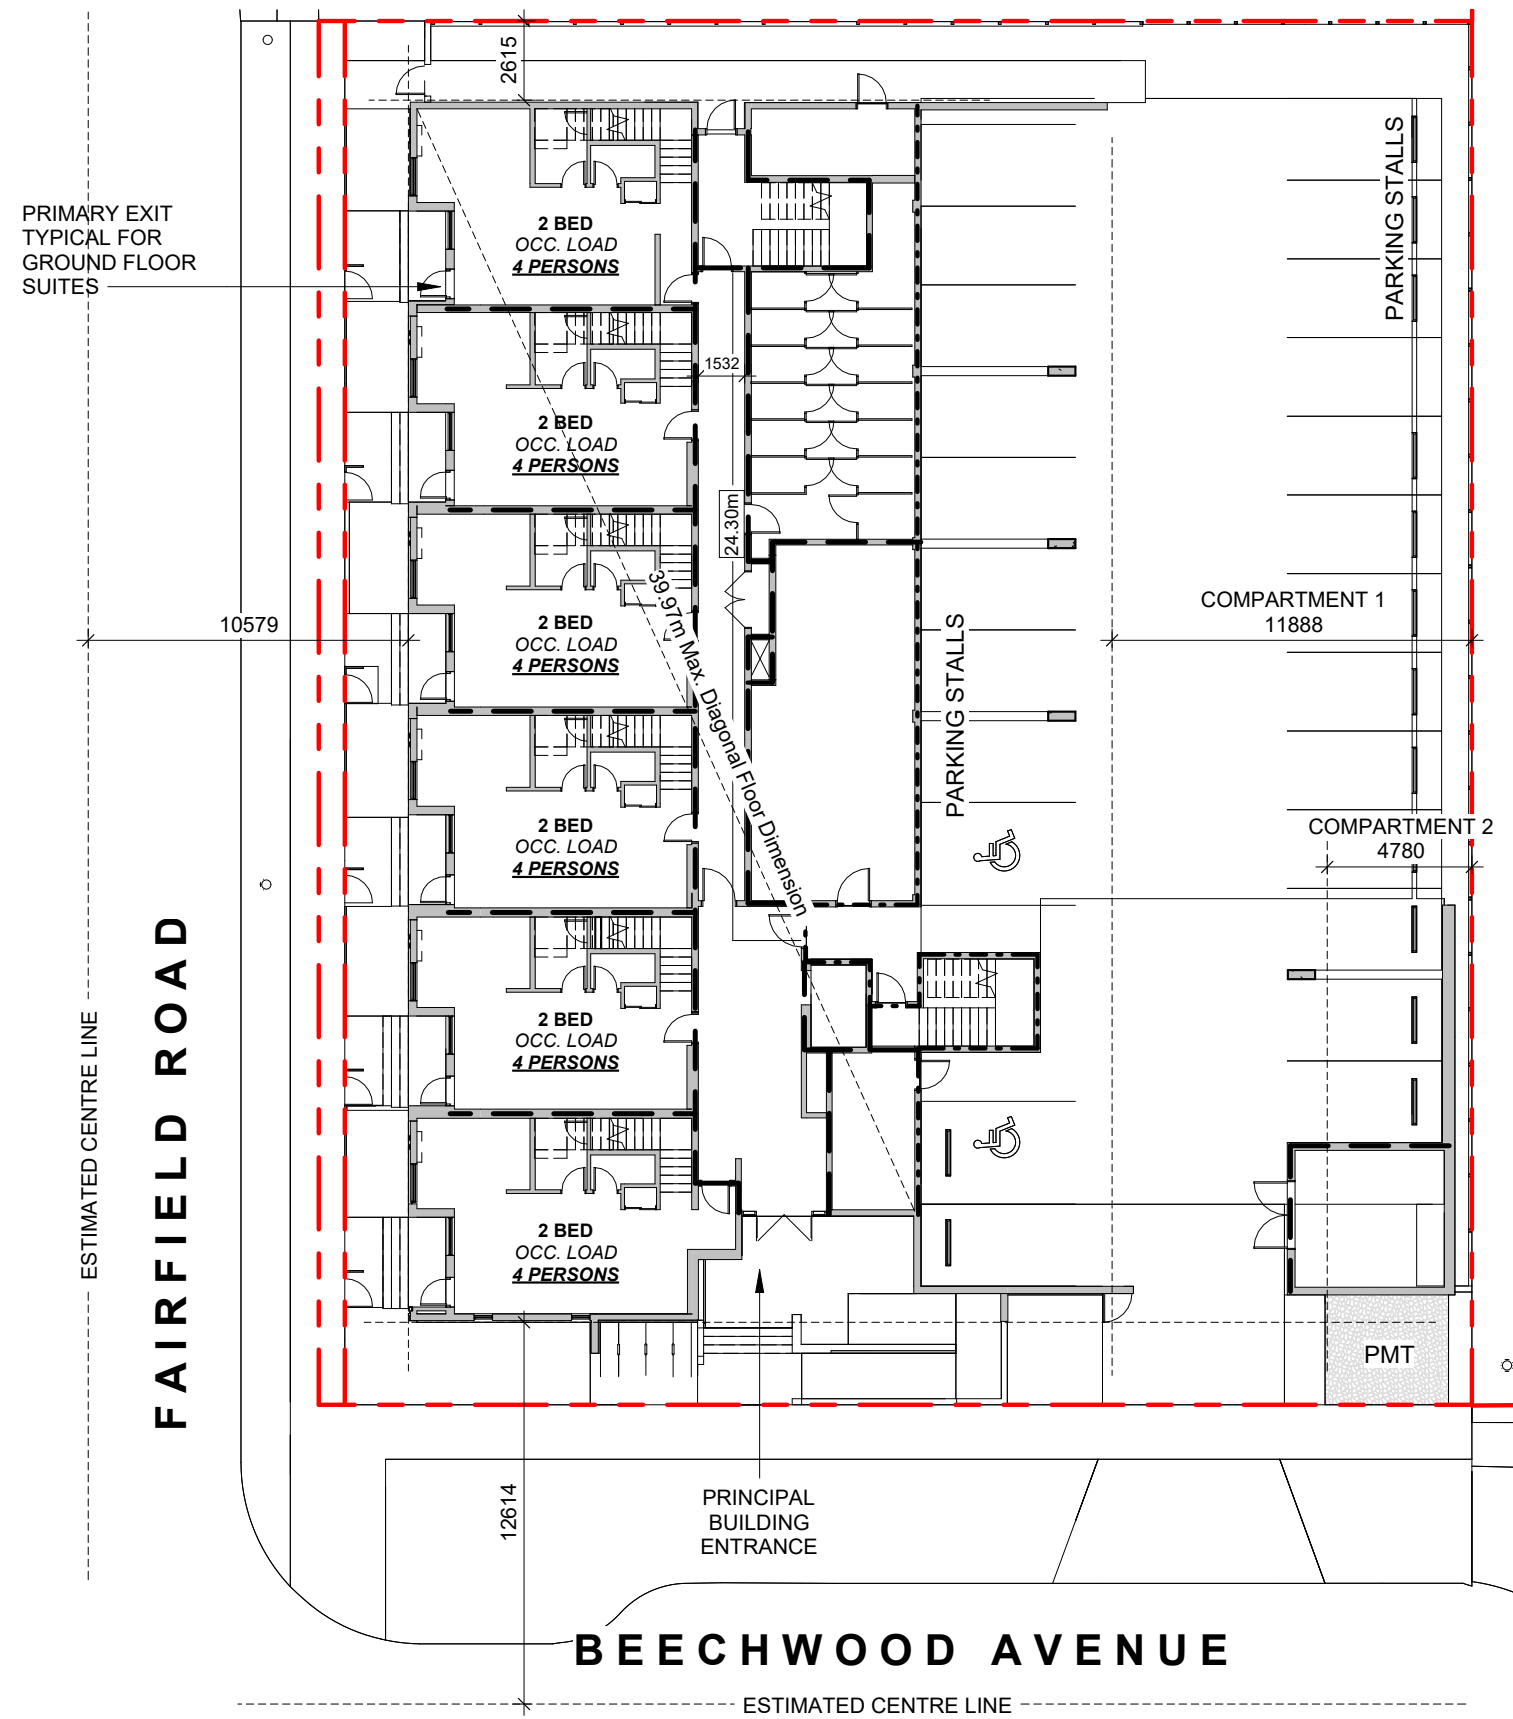 2615
PARKING STALLS
PRIMARY EXIT
TYPICAL FOR
GROUND FLOOR
SUITES
2 BED
OCC. LOAD
4 PERSONS
1532
2 BED
OCC. LOAD
4 PERSONS
24.30m
39.97m Max. Diagonal Floor Dimension
10579
2 BED
OCC. LOAD
4 PERSONS
COMPARTMENT 1
11888
PARKING STALLS
2 BED
OCC. LOAD
4 PERSONS
COMPARTMENT 2
4780
FAIRFIELD ROAD
ESTIMATED CENTRE LINE
2 BED
OCC. LOAD
4 PERSONS
2 BED
OCC. LOAD
4 PERSONS
PMT
12614
PRINCIPAL
BUILDING
ENTRANCE
BEECHWOOD AVENUE
ESTIMATED CENTRE LINE